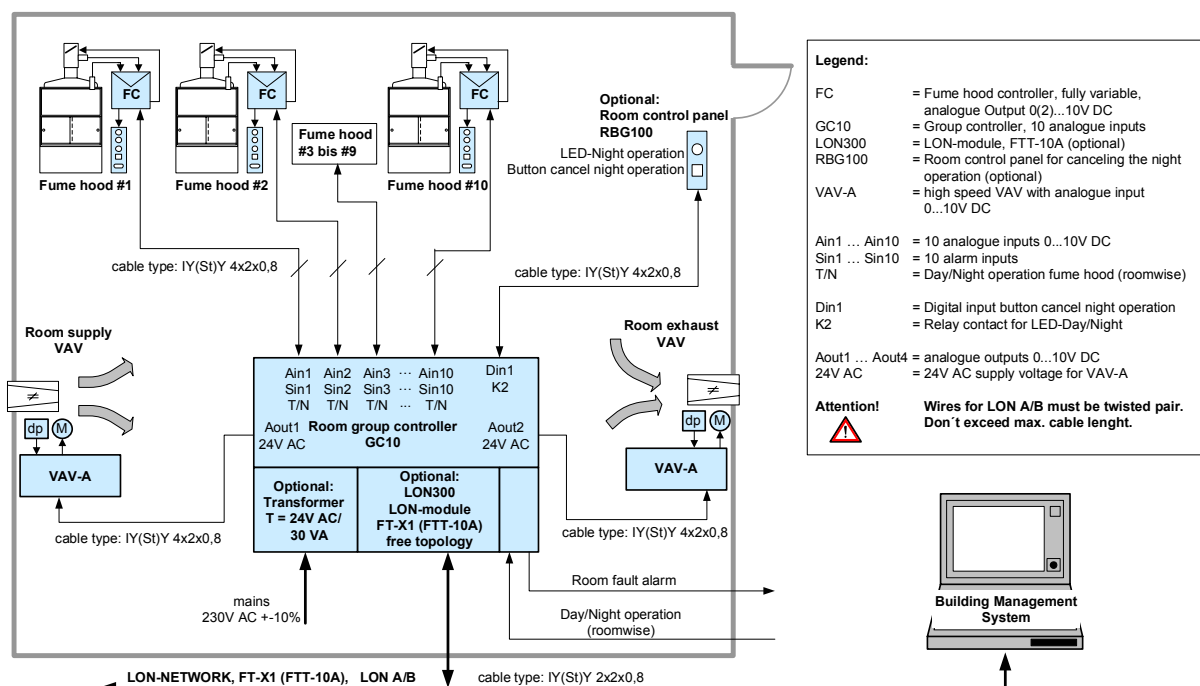 FC
FC
FC
Fume hood #1
Fume hood #2
Fume hood
#3 bis #9
Fume hood #10
Optional:
Room control panel
RBG100
LED-Night operation
Button cancel night operation
cable type: IY(St)Y 4x2x0,8
cable type: IY(St)Y 4x2x0,8
Room supply
VAV
Room exhaust
VAV
Ain1 Ain2 Ain3 ... Ain10 Din1
Sin1 Sin2 Sin3 ... Sin10 K2
T/N T/N T/N ... T/N
Aout1 Room group controller Aout2
24V AC GC10 24V AC
≠
dp M
VAV-A
≠
dp M
VAV-A
Optional:
Transformer
T = 24V AC/
30 VA
Optional:
LON300
LON-module
FT-X1 (FTT-10A)
free topology
cable type: IY(St)Y 4x2x0,8
cable type: IY(St)Y 4x2x0,8
mains
230V AC +-10%
Room fault alarm
Day/Night operation
(roomwise)
LON-NETWORK, FT-X1 (FTT-10A), LON A/B
cable type: IY(St)Y 2x2x0,8
Legend:
FC = Fume hood controller, fully variable,
analogue Output 0(2)...10V DC
GC10 = Group controller, 10 analogue inputs
LON300 = LON-module, FTT-10A (optional)
RBG100 = Room control panel for canceling the night
operation (optional)
VAV-A = high speed VAV with analogue input
0...10V DC
Ain1 ... Ain10 = 10 analogue inputs 0...10V DC
Sin1 ... Sin10 = 10 alarm inputs
T/N = Day/Night operation fume hood (roomwise)
Din1 = Digital input button cancel night operation
K2 = Relay contact for LED-Day/Night
Aout1 ... Aout4 = analogue outputs 0...10V DC
24V AC = 24V AC supply voltage for VAV-A
Attention! Wires for LON A/B must be twisted pair.
Don´t exceed max. cable lenght.
!
Building Management
System